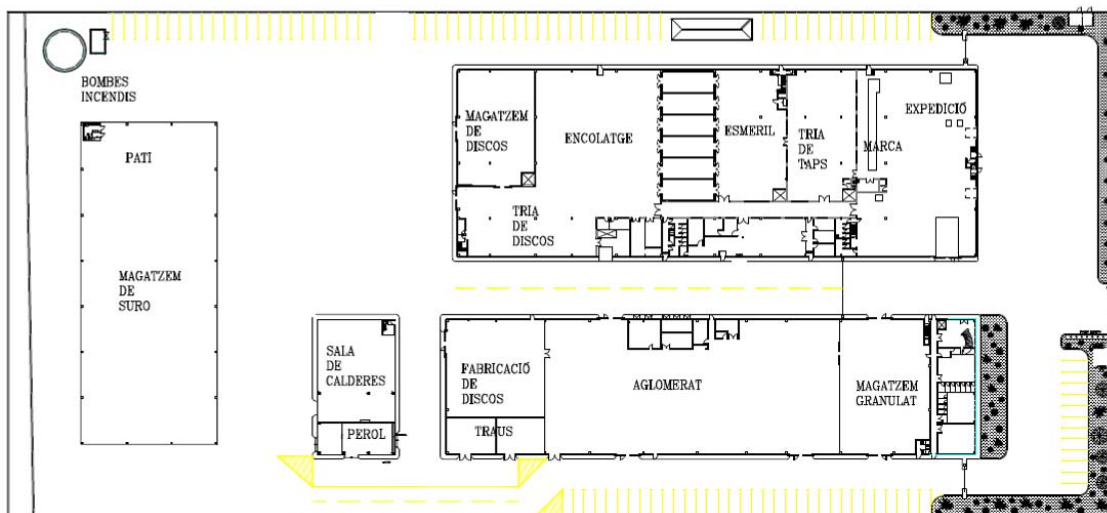 BOMBES
INCENDIS
PATI
MAGATZEM
DE
SURO
MAGATZEM
DE
DISCOS
ENCOLATGE
ESMERIL
TRIA
DE
TAPS
MARCA
EXPEDICIÓ
TRIA
DE
DISCOS
SALA
DE
CALDERES
PEROL
FABRICACIÓ
DE
DISCOS
TRAUS
AGLOMERAT
MAGATZEM
GRANULAT